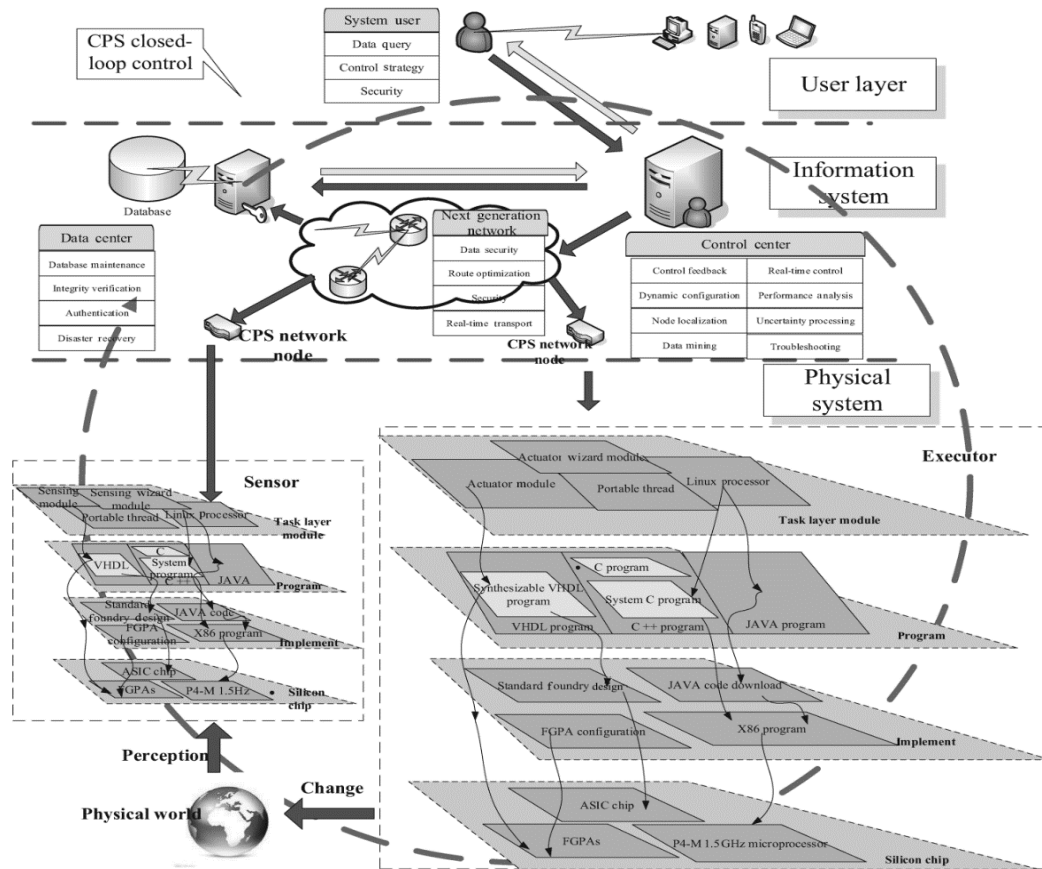 CPS closed-
loop control
System user
Data query
Control strategy
Security
User layer
Database
Information
system
Data center
Database maintenance
Integrity verification
Authentication
Disaster recovery
Next generation
network
Data security
Route optimization
Security
Real-time transport
Control center
Control feedback
Real-time control
Dynamic configuration
Performance analysis
Node localization
Uncertainty processing
Data mining
Troubleshooting
CPS network
node
CPS network
node
Physical
system
Sensor
Sensing
module
Sensing wizard
module
Portable thread
Linux processor
Task layer
module
VHDL
C
System
program
C ++
JAVA
Program
Standard
foundry design
JAVA code
FGPA
configuration
X86 program
Implement
ASIC chip
FGPAs
P4-M 1.5Hz
Silicon
chip
Executor
Actuator wizard module
Actuator module
Portable thread
Linux processor
Task layer module
Synthesizable VHDL
program
VHDL program
C program
System C program
C ++ program
JAVA program
Program
Standard foundry design
JAVA code download
FGPA configuration
X86 program
Implement
ASIC chip
FGPAs
P4-M 1.5GHz microprocessor
Silicon chip
Perception
Physical world
Change